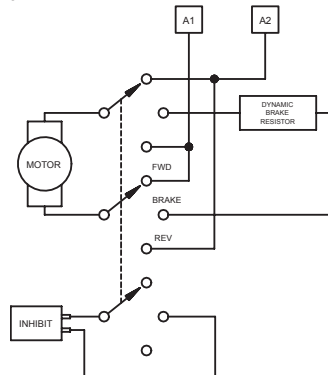 A1 A2
DYNAMIC
BRAKE
RESISTOR
MOTOR
FWD
BRAKE
REV
INHIBIT